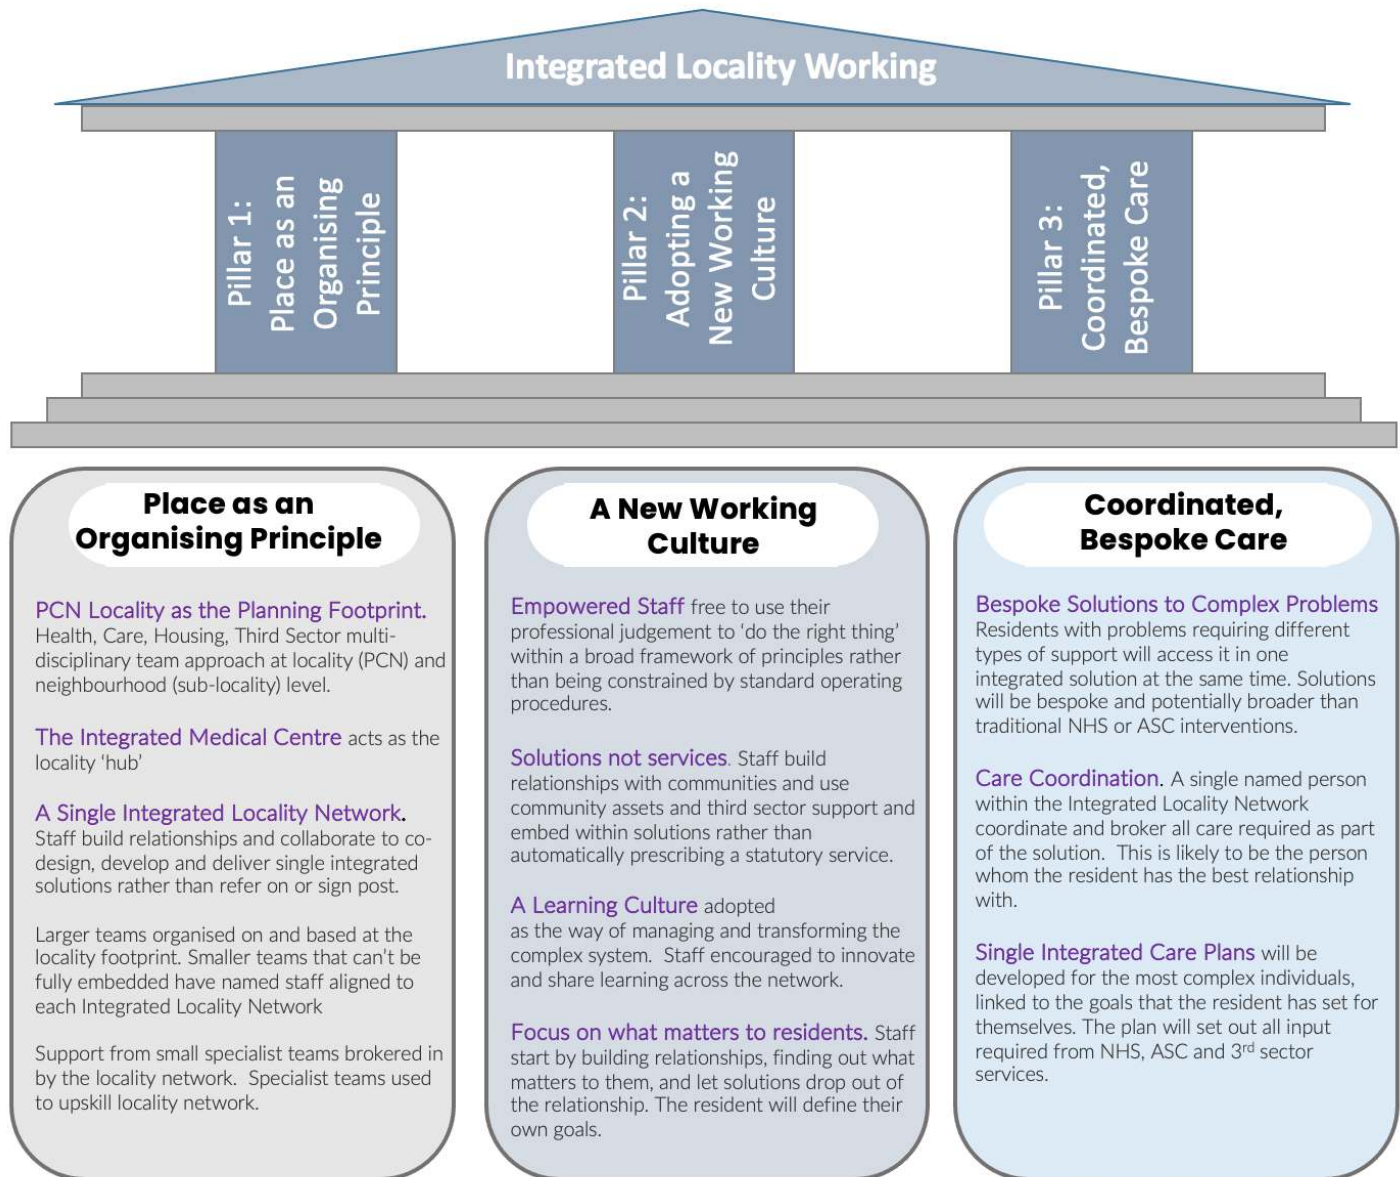 Integrated Locality Working
Pillar 1:
Place as an
Organising
Principle
Pillar 2:
Adopting a
New Working
Culture
Pillar 3:
Coordinated,
Bespoke Care
Place as an
Organising Principle
PCN Locality as the Planning Footprint.
Health, Care, Housing, Third Sector multi-
disciplinary team approach at locality (PCN) and
neighbourhood (sub-locality) level.
The Integrated Medical Centre acts as the
locality ‘hub’
A Single Integrated Locality Network.
Staff build relationships and collaborate to co-
design, develop and deliver single integrated
solutions rather than refer on or sign post.
Larger teams organised on and based at the
locality footprint. Smaller teams that can’t be
fully embedded have named staff aligned to
each Integrated Locality Network
Support from small specialist teams brokered in
by the locality network.  Specialist teams used
to upskill locality network.
A New Working
Culture
Empowered Staff free to use their
professional judgement to ‘do the right thing’
within a broad framework of principles rather
than being constrained by standard operating
procedures.
Solutions not services. Staff build
relationships with communities and use
community assets and third sector support and
embed within solutions rather than
automatically prescribing a statutory service.
A Learning Culture adopted
as the way of managing and transforming the
complex system.  Staff encouraged to innovate
and share learning across the network.
Focus on what matters to residents. Staff
start by building relationships, finding out what
matters to them, and let solutions drop out of
the relationship. The resident will define their
own goals.
Coordinated,
Bespoke Care
Bespoke Solutions to Complex Problems
Residents with problems requiring different
types of support will access it in one
integrated solution at the same time. Solutions
will be bespoke and potentially broader than
traditional NHS or ASC interventions.
Care Coordination. A single named person
within the Integrated Locality Network
coordinate and broker all care required as part
of the solution.  This is likely to be the person
whom the resident has the best relationship
with.
Single Integrated Care Plans will be
developed for the most complex individuals,
linked to the goals that the resident has set for
themselves. The plan will set out all input
required from NHS, ASC and 3rd sector
services.